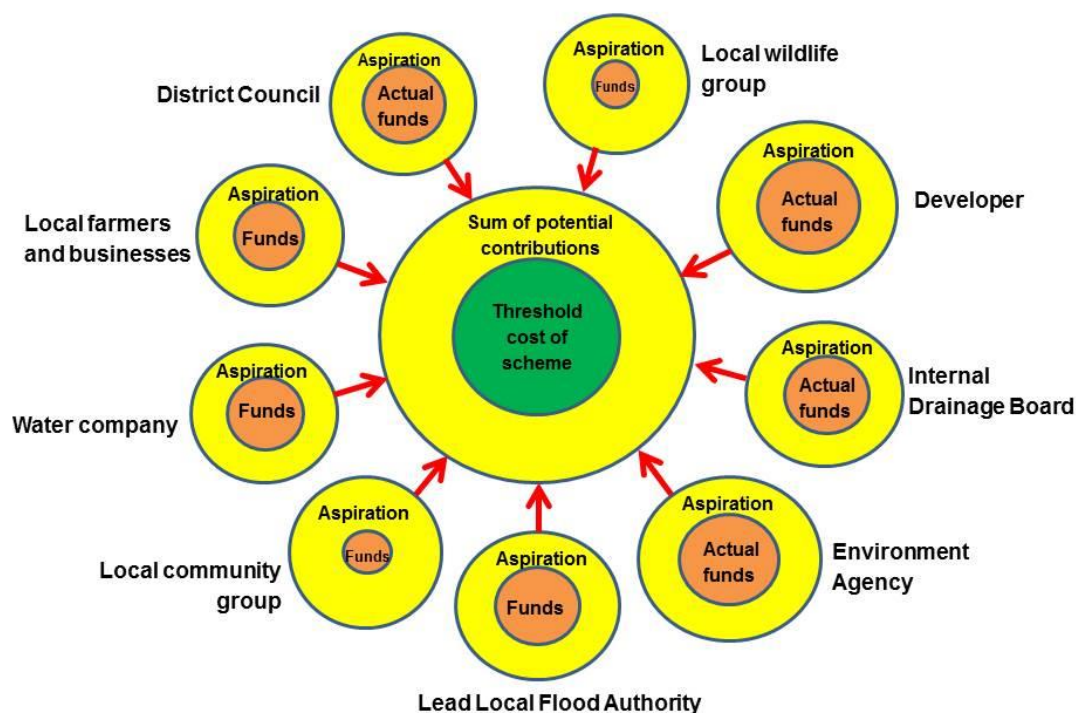 District Council
Aspiration
Actual
funds
Aspiration
Funds
Local wildlife
group
Aspiration
Actual
funds
Developer
Local farmers
and businesses
Aspiration
Funds
Sum of potential
contributions
Threshold
cost of
scheme
Aspiration
Actual
funds
Internal
Drainage Board
Water company
Aspiration
Funds
Local community
group
Aspiration
Funds
Aspiration
Funds
Lead Local Flood Authority
Aspiration
Actual
funds
Environment
Agency